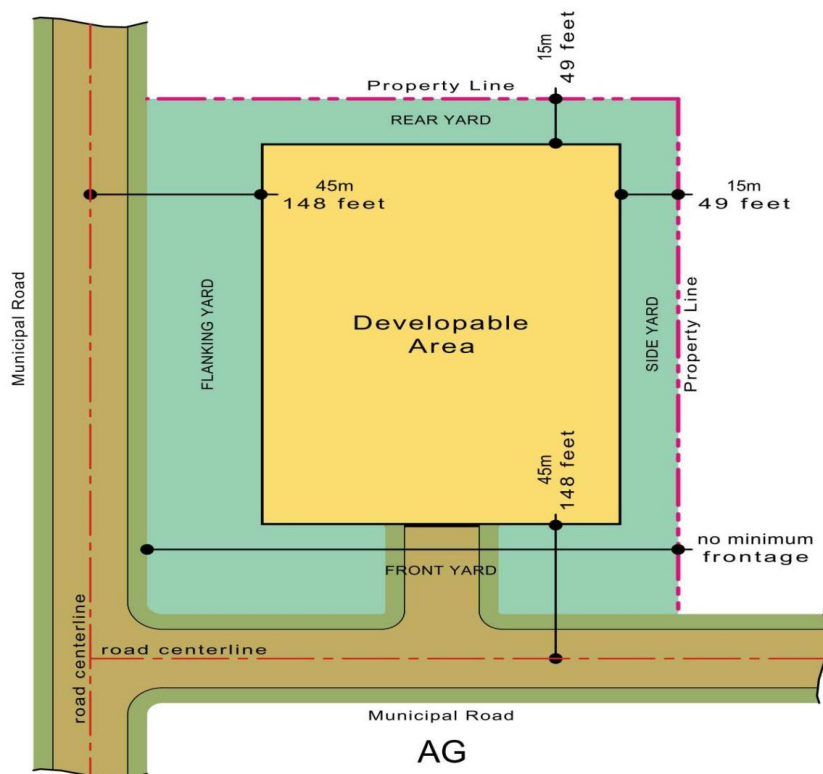 15m
49 feet
Property Line
REAR YARD
45m
148 feet
15m
49 feet
Municipal Road
FLANKING YARD
Developable
Area
SIDE YARD
Property Line
45m
148 feet
no minimum
frontage
FRONT YARD
road centerline
road centerline
Municipal Road
AG